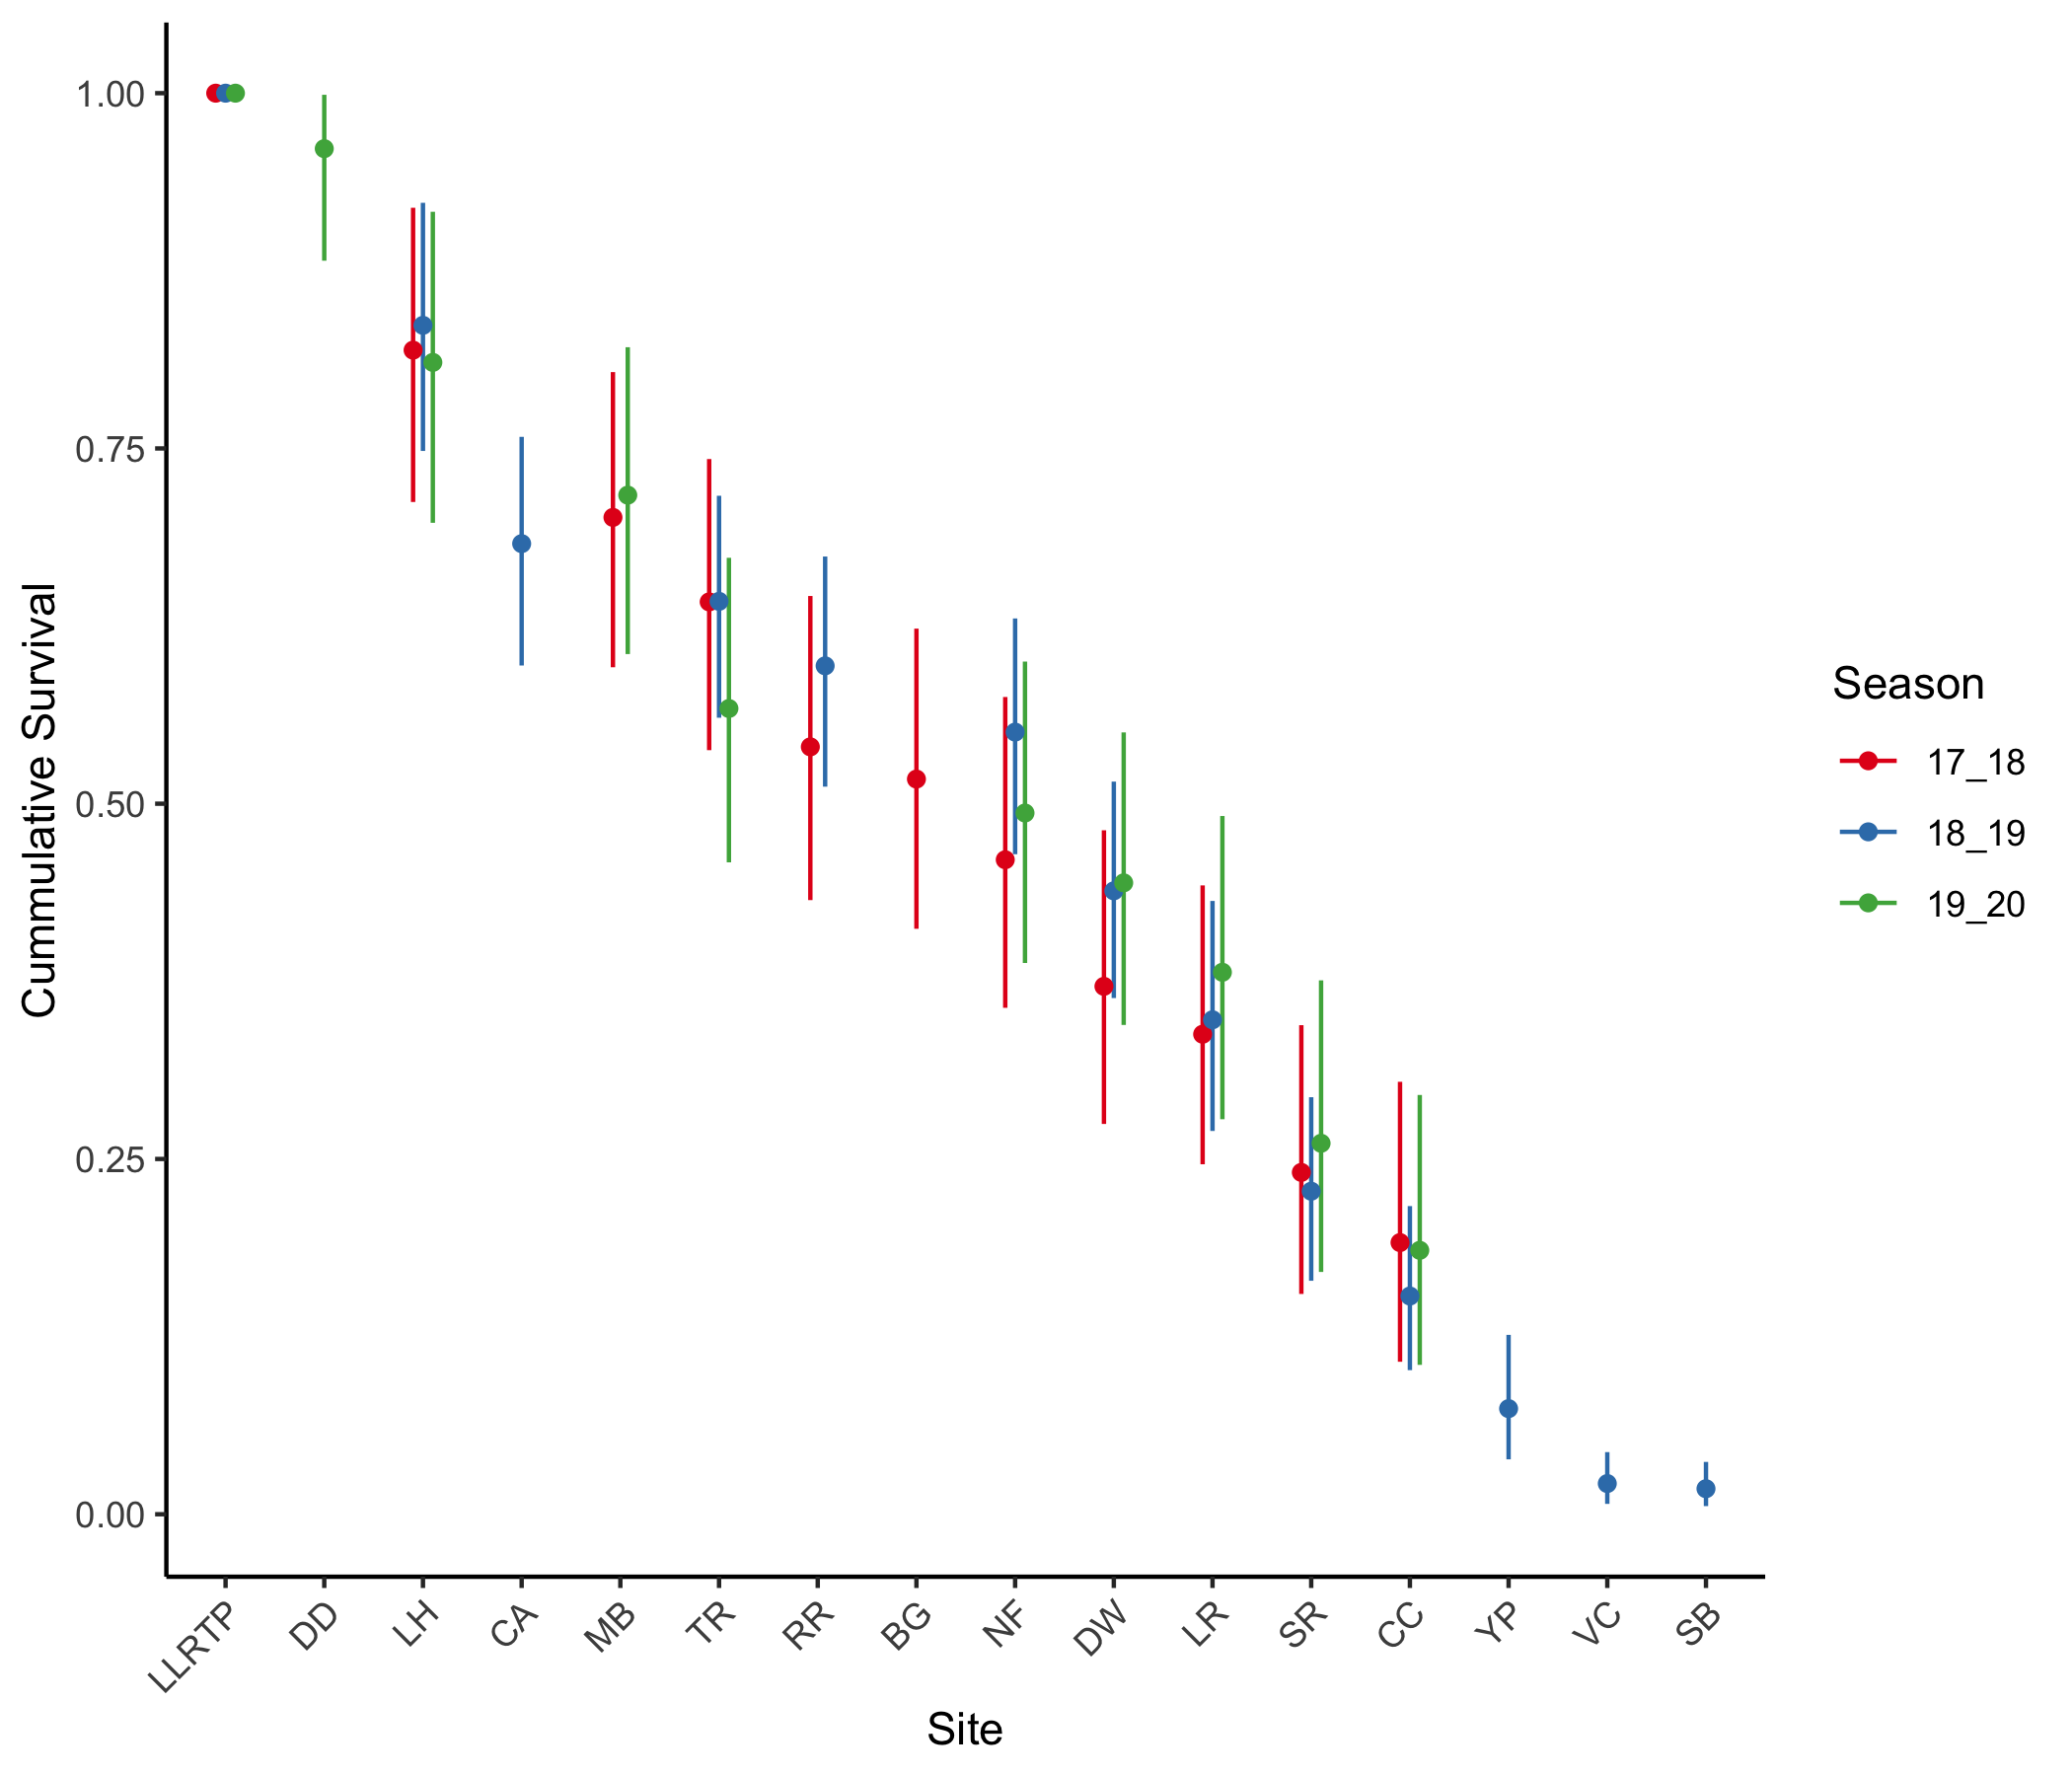 1.00
0.75
0.50
0.25
0.00
Cummulative Survival
LLRTP
DD
LH
CA
MB
TR
RR
BG
NF
DW
LR
SR
CC
YP
VC
SB
Site
Season
17_18
18_19
19_20